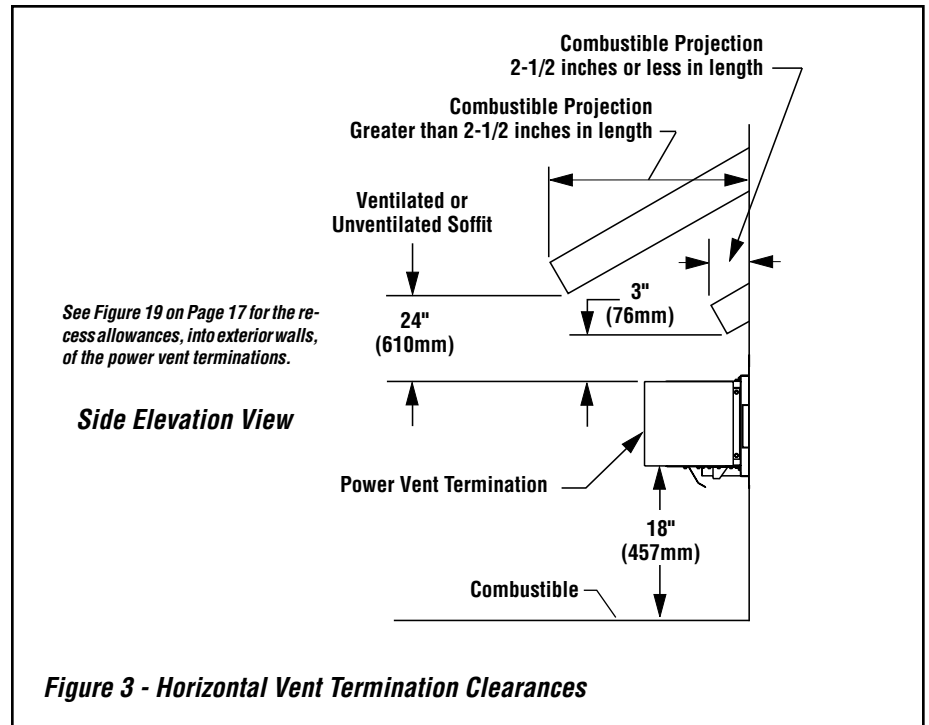 Combustible Projection
2-1/2 inches or less in length
Combustible Projection
Greater than 2-1/2 inches in length
Ventilated or
Unventilated Soffit
3"
(76mm)
24"
(610mm)
See Figure 19 on Page 17 for the re-
cess allowances, into exterior walls,
of the power vent terminations.
Side Elevation View
Power Vent Termination
18"
(457mm)
Combustible
Figure 3 - Horizontal Vent Termination Clearances